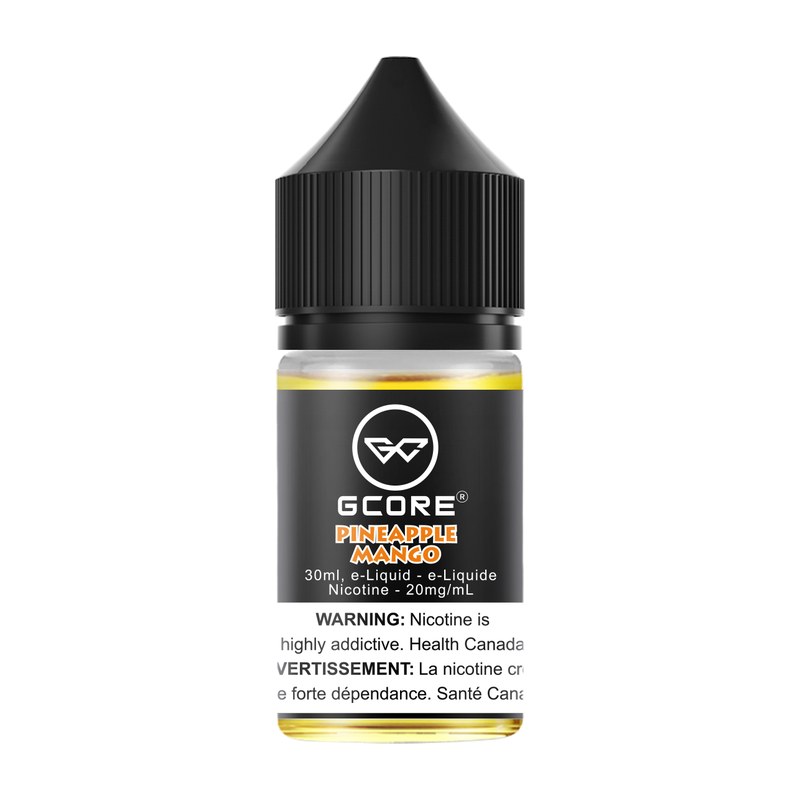 GC
GCORE®
PINEAPPLE
MANGO
30ml, e-Liquid - e-Liquide
Nicotine - 20mg/mL
WARNING: Nicotine is
highly addictive. Health Canada
VERTISSEMENT: La nicotine cr
e forte dépendance. Santé Cana